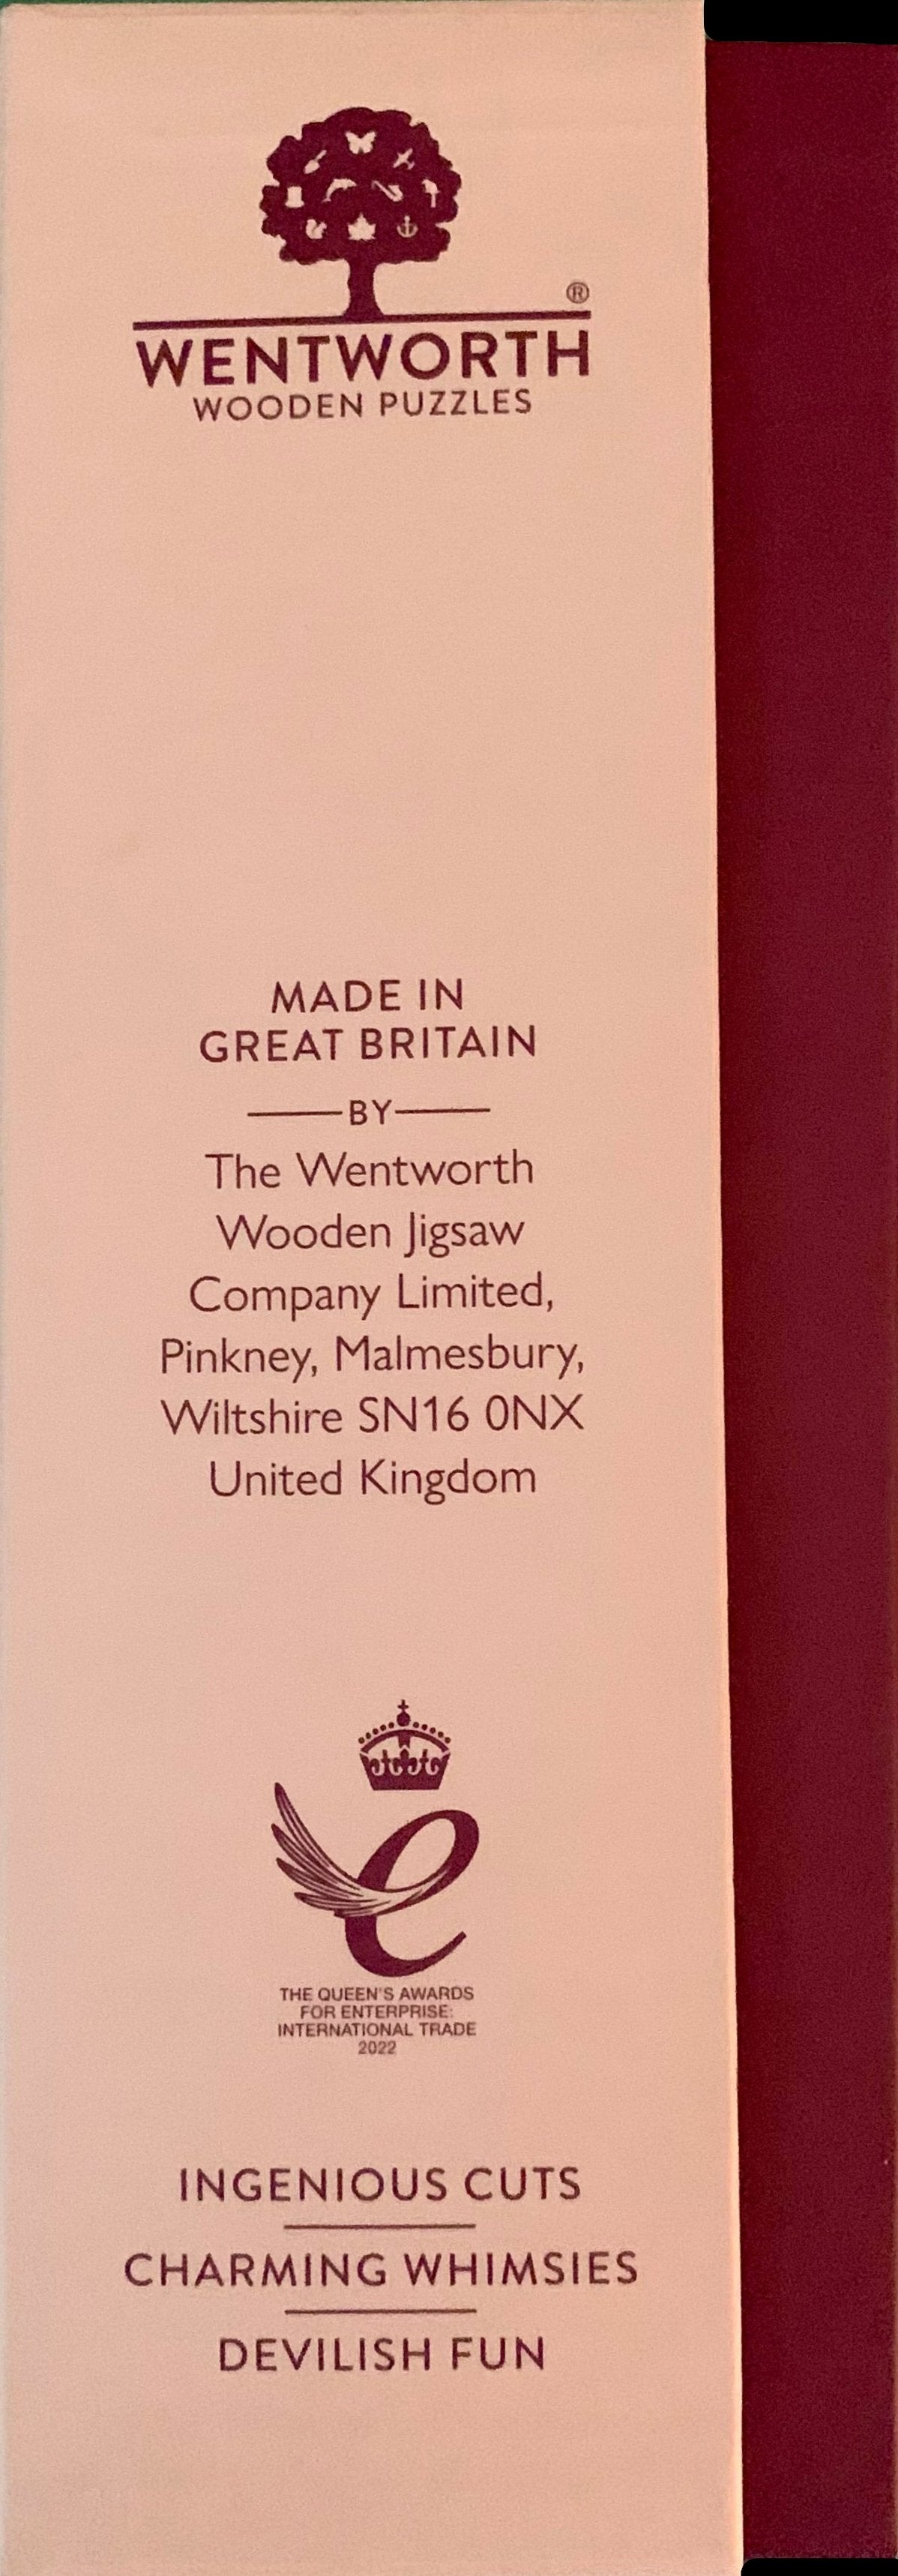 ®
WENTWORTH
WOODEN PUZZLES
MADE IN
GREAT BRITAIN
BY
The Wentworth
Wooden Jigsaw
Company Limited,
Pinkney, Malmesbury,
Wiltshire SN16 0NX
United Kingdom
e
THE QUEEN'S AWARDS
FOR ENTERPRISE:
INTERNATIONAL TRADE
2022
INGENIOUS CUTS
CHARMING WHIMSIES
DEVILISH FUN